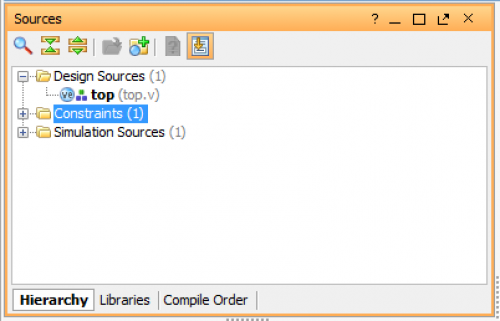 Sources
Design Sources (1)
top (top.v)
Constraints (1)
Simulation Sources (1)
Hierarchy Libraries Compile Order